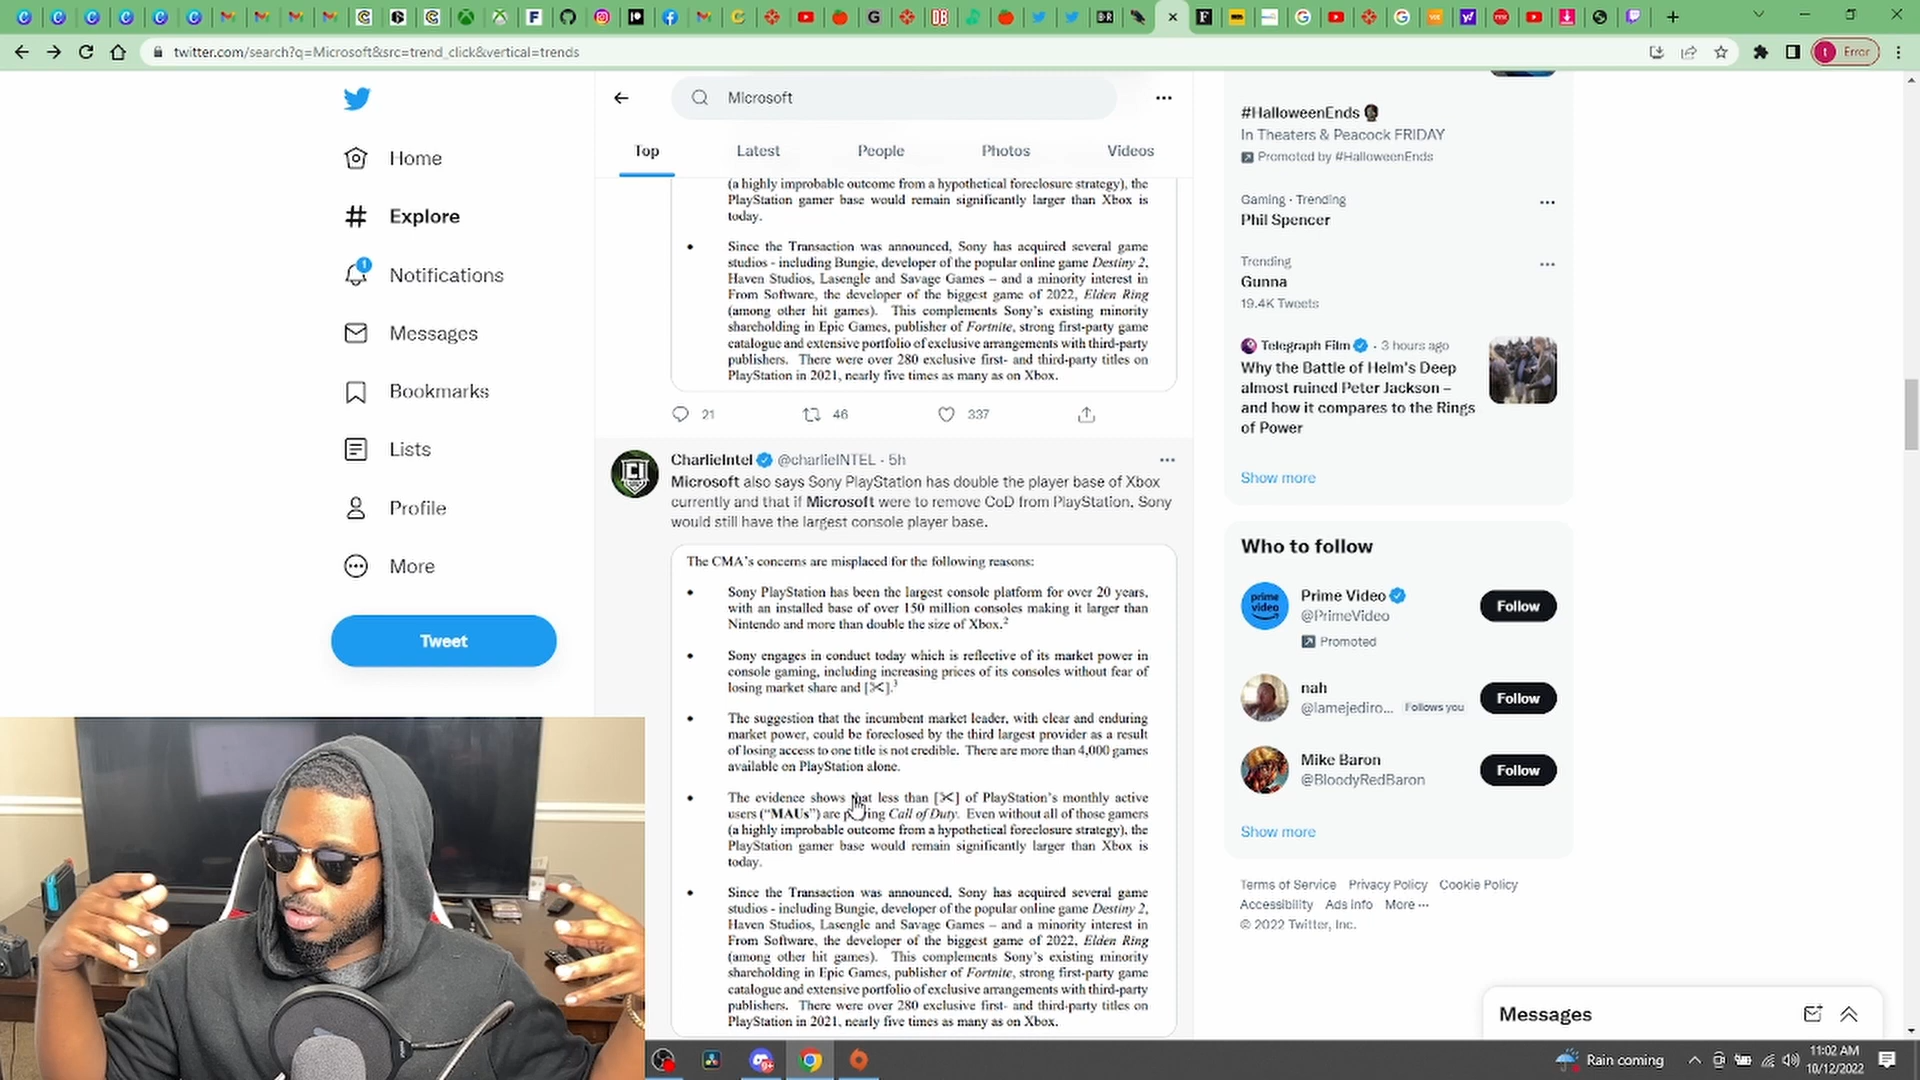 twitter.com/search?q=Microsoft&src=trend_click&vertical=trends
Error
Home
Explore
1
Notifications
Messages
Bookmarks
Lists
Profile
More
Tweet
Microsoft
Top
Latest
People
Photos
Videos
(a highly improbable outcome from a hypothetical foreclosure strategy), the
PlayStation gamer base would remain significantly larger than Xbox is
today.
• Since the Transaction was announced, Sony has acquired several game
studios - including Bungie, developer of the popular online game Destiny 2,
Haven Studios, Lasengle and Savage Games – and a minority interest in
From Software, the developer of the biggest game of 2022, Elden Ring
(among other hit games). This complements Sony's existing minority
shareholding in Epic Games, publisher of Fortnite, strong first-party game
catalogue and extensive portfolio of exclusive arrangements with third-party
publishers. There were over 280 exclusive first- and third-party titles on
PlayStation in 2021, nearly five times as many as on Xbox.
21
46
337
CharlieIntel @charlieINTEL · 5h
Microsoft also says Sony PlayStation has double the player base of Xbox
currently and that if Microsoft were to remove CoD from PlayStation, Sony
would still have the largest console player base.
The CMA's concerns are misplaced for the following reasons:
• Sony PlayStation has been the largest console platform for over 20 years,
with an installed base of over 150 million consoles making it larger than
Nintendo and more than double the size of Xbox.2
• Sony engages in conduct today which is reflective of its market power in
console gaming, including increasing prices of its consoles without fear of
losing market share and [✂].3
• The suggestion that the incumbent market leader, with clear and enduring
market power, could be foreclosed by the third largest provider as a result
of losing access to one title is not credible. There are more than 4,000 games
available on PlayStation alone.
• The evidence shows that less than [✂] of PlayStation's monthly active
users ("MAUs") are playing Call of Duty. Even without all of those gamers
(a highly improbable outcome from a hypothetical foreclosure strategy), the
PlayStation gamer base would remain significantly larger than Xbox is
today.
• Since the Transaction was announced, Sony has acquired several game
studios - including Bungie, developer of the popular online game Destiny 2,
Haven Studios, Lasengle and Savage Games – and a minority interest in
From Software, the developer of the biggest game of 2022, Elden Ring
(among other hit games). This complements Sony's existing minority
shareholding in Epic Games, publisher of Fortnite, strong first-party game
catalogue and extensive portfolio of exclusive arrangements with third-party
publishers. There were over 280 exclusive first- and third-party titles on
PlayStation in 2021, nearly five times as many as on Xbox.
#HalloweenEnds
In Theaters & Peacock FRIDAY
Promoted by #HalloweenEnds
Gaming · Trending
Phil Spencer
Trending
Gunna
19.4K Tweets
Telegraph Film · 3 hours ago
Why the Battle of Helm's Deep
almost ruined Peter Jackson –
and how it compares to the Rings
of Power
Show more
Who to follow
prime video
Prime Video
@PrimeVideo
Promoted
Follow
nah
@Iamejediro... Follows you
Follow
Mike Baron
@BloodyRedBaron
Follow
Show more
Terms of Service Privacy Policy Cookie Policy
Accessibility Ads info More ···
© 2022 Twitter, Inc.
Messages
Rain coming
11:02 AM
10/12/2022